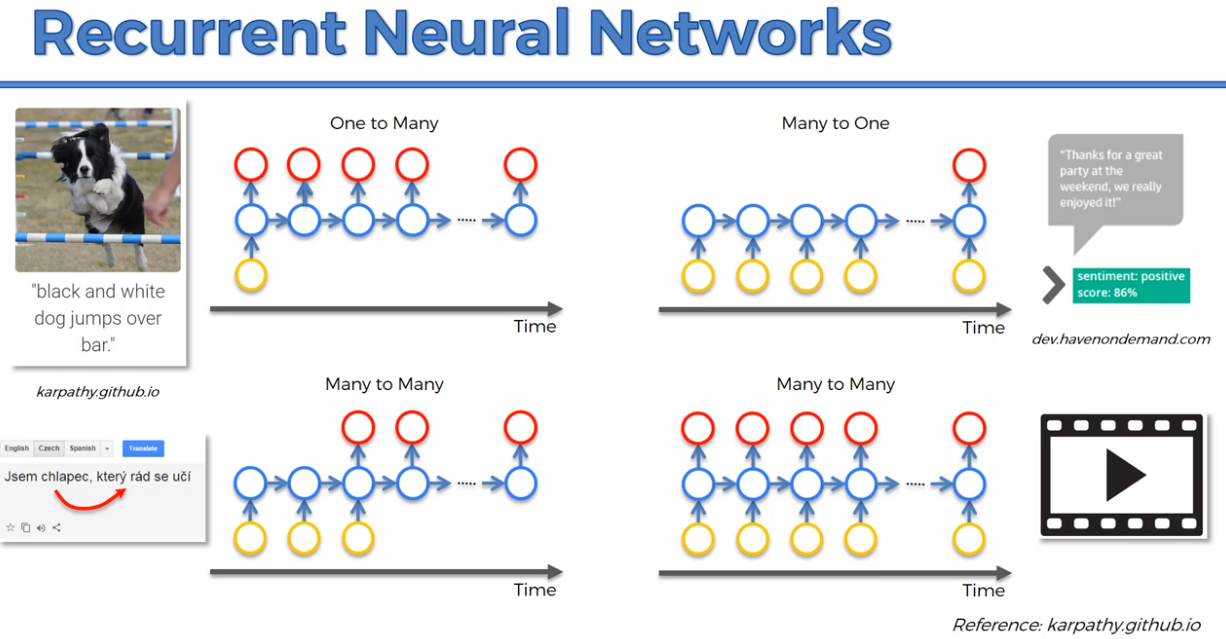 Recurrent Neural Networks
One to Many
Time
"black and white
dog jumps over
bar."
karpathy.github.io
Many to One
Time
"Thanks for a great
party at the
weekend, we really
enjoyed it!"
sentiment: positive
score: 86%
dev.havenondemand.com
Many to Many
Time
English Czech Spanish Translate
Jsem chlapec, který rád se učí
Many to Many
Time
Reference: karpathy.github.io